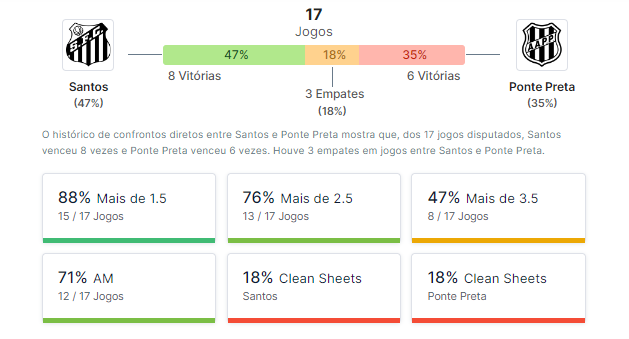 17
Jogos
47%
18%
35%
8 Vitórias
6 Vitórias
3 Empates
(18%)
S.F.C.
Santos
(47%)
AAPP
Ponte Preta
(35%)
O histórico de confrontos diretos entre Santos e Ponte Preta mostra que, dos 17 jogos disputados, Santos
venceu 8 vezes e Ponte Preta venceu 6 vezes. Houve 3 empates em jogos entre Santos e Ponte Preta.
88% Mais de 1.5
15 / 17 Jogos
76% Mais de 2.5
13 / 17 Jogos
47% Mais de 3.5
8 / 17 Jogos
71% AM
12 / 17 Jogos
18% Clean Sheets
Santos
18% Clean Sheets
Ponte Preta